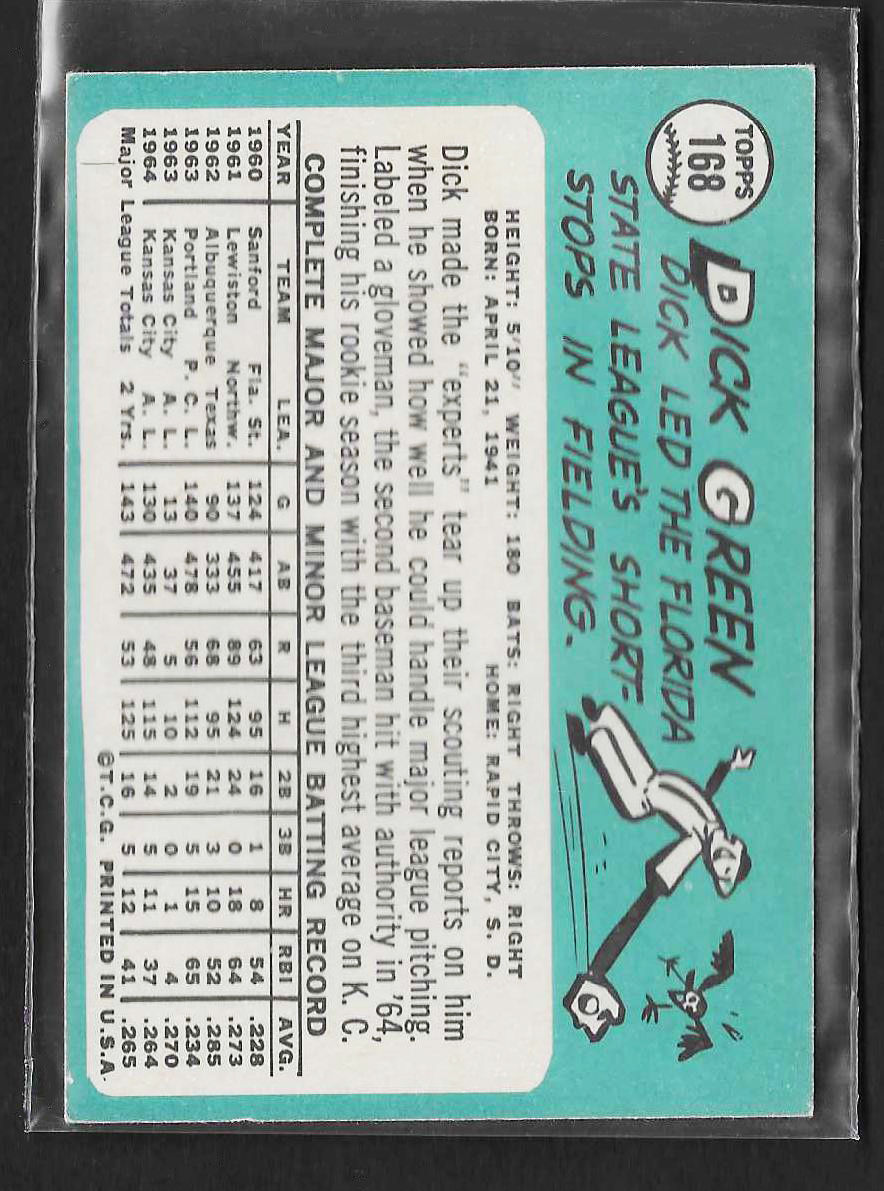 TOPPS
168
DICK GREEN
DICK LED THE FLORIDA
STATE LEAGUE'S SHORT=
STOPS IN FIELDING.
HEIGHT: 5'10" WEIGHT: 180 BATS: RIGHT THROWS: RIGHT
BORN: APRIL 21, 1941 HOME: RAPID CITY, S. D.
Dick made the "experts" tear up their scouting reports on him
when he showed how well he could handle major league pitching.
Labeled a gloveman, the second baseman hit with authority in '64,
finishing his rookie season with the third highest average on K. C.
COMPLETE MAJOR AND MINOR LEAGUE BATTING RECORD
YEAR TEAM LEA. G AB R H 2B 3B HR RBI AVG.
1960 Sanford Fla. St. 124 417 63 95 16 1 8 54 .228
1961 Lewiston Northw. 137 455 89 124 24 0 18 64 .273
1962 Albuquerque Texas 90 333 68 95 21 3 10 52 .285
1963 Portland P. C. L. 140 478 56 112 19 5 15 65 .234
1963 Kansas City A. L. 13 37 5 10 2 0 1 4 .270
1964 Kansas City A. L. 130 435 48 115 14 5 11 37 .264
Major League Totals 2 Yrs. 143 472 53 125 16 5 12 41 .265
©T.C.G. PRINTED IN U.S.A.